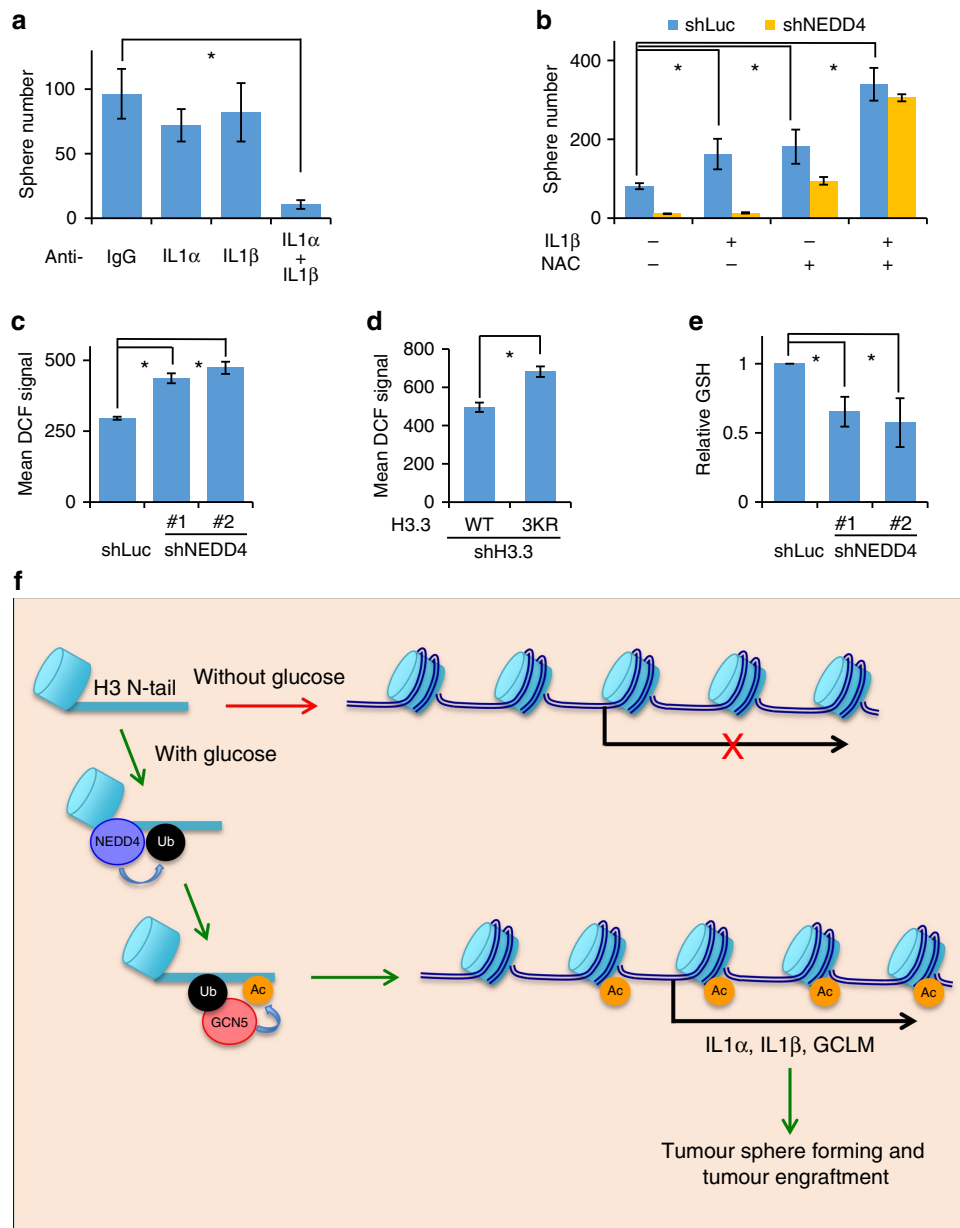 a
Sphere number
100
50
0
*
Anti-
IgG
IL1α
IL1β
IL1α
+
IL1β
b
shLuc
shNEDD4
Sphere number
400
200
0
* * *
IL1β – + – +
NAC – – + +
c
Mean DCF signal
500
250
0
* *
#1 #2
shLuc shNEDD4
d
Mean DCF signal
800
600
400
200
0
*
H3.3 WT 3KR
shH3.3
e
Relative GSH
1
0.5
0
* *
#1 #2
shLuc shNEDD4
f
H3 N-tail
Without glucose
X
With glucose
NEDD4
Ub
Ub
Ac
GCN5
Ac
Ac
Ac
Ac
IL1α, IL1β, GCLM
Tumour sphere forming and
tumour engraftment